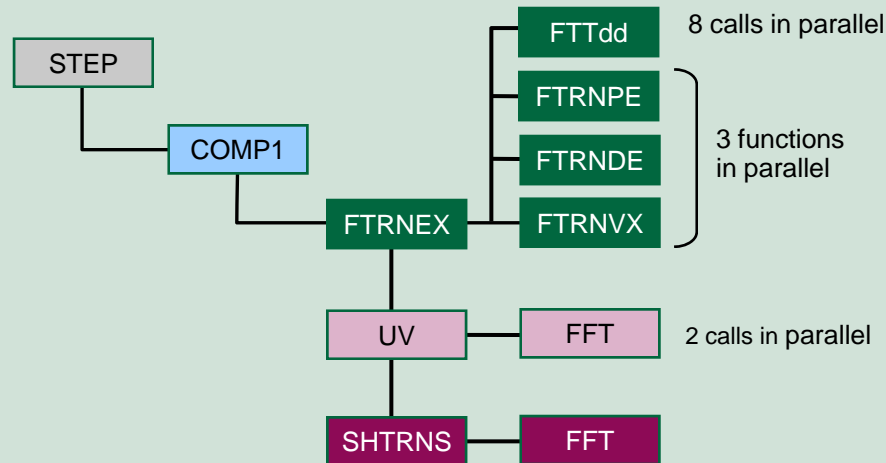 FTTdd
8 calls in parallel
STEP
FTRNPE
COMP1
3 functions
in parallel
FTRNDE
FTRNEX
FTRNVX
UV
FFT
2 calls in parallel
SHTRNS
FFT